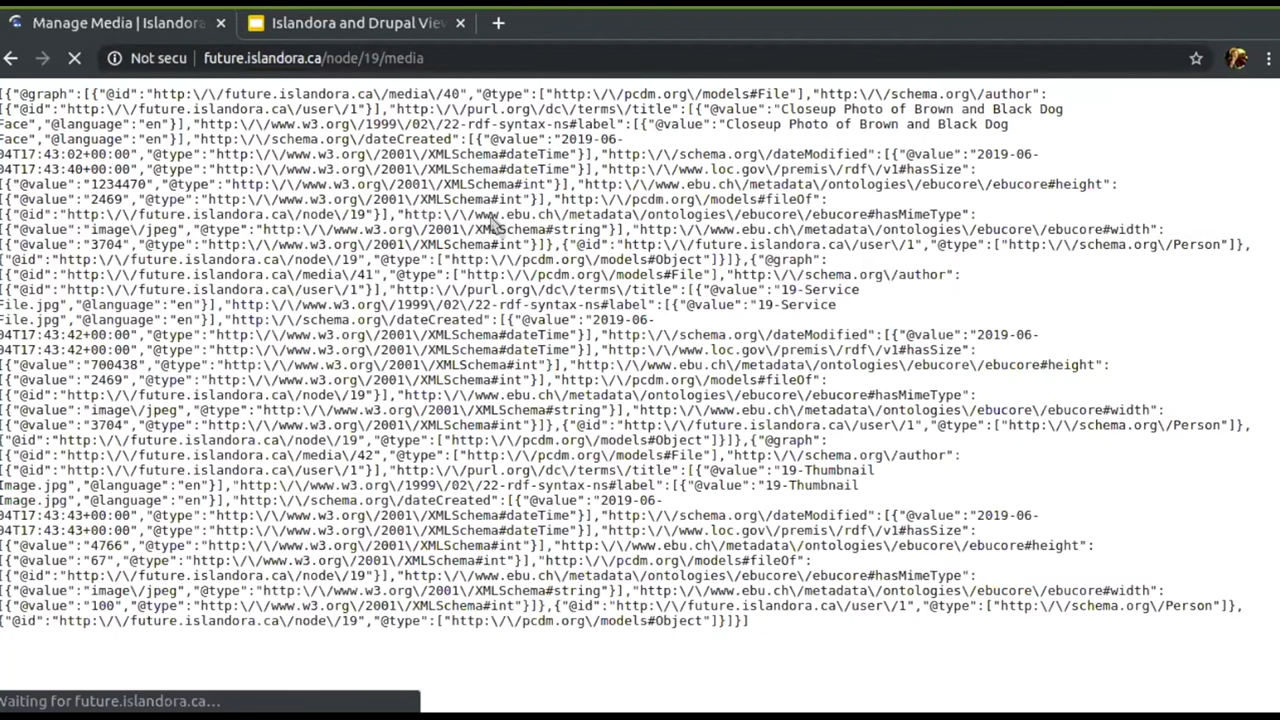 Manage Media | Islandora
Islandora and Drupal View
Not secu
future.islandora.ca/node/19/media
[{"@graph":[{"@id":"http:\/\/future.islandora.ca\/media\/40","@type":["http:\/\/pcdm.org\/models#File"],"http:\/\/schema.org\/author":
[{"@id":"http:\/\/future.islandora.ca\/user\/1"}],"http:\/\/purl.org\/dc\/terms\/title":[{"@value":"Closeup Photo of Brown and Black Dog
Face","@language":"en"}],"http:\/\/www.w3.org\/1999\/02\/22-rdf-syntax-ns#label":[{"@value":"Closeup Photo of Brown and Black Dog
Face","@language":"en"}],"http:\/\/schema.org\/dateCreated":[{"@value":"2019-06-
04T17:43:02+00:00","@type":"http:\/\/www.w3.org\/2001\/XMLSchema#dateTime"}],"http:\/\/schema.org\/dateModified":[{"@value":"2019-06-
04T17:43:40+00:00","@type":"http:\/\/www.w3.org\/2001\/XMLSchema#dateTime"}],"http:\/\/www.loc.gov\/premis\/rdf\/v1#hasSize":
[{"@value":"1234470","@type":"http:\/\/www.w3.org\/2001\/XMLSchema#int"}],"http:\/\/www.ebu.ch\/metadata\/ontologies\/ebucore\/ebucore#height":
[{"@value":"2469","@type":"http:\/\/www.w3.org\/2001\/XMLSchema#int"}],"http:\/\/pcdm.org\/models#fileOf":
[{"@id":"http:\/\/future.islandora.ca\/node\/19"}],"http:\/\/www.ebu.ch\/metadata\/ontologies\/ebucore\/ebucore#hasMimeType":
[{"@value":"image\/jpeg","@type":"http:\/\/www.w3.org\/2001\/XMLSchema#string"}],"http:\/\/www.ebu.ch\/metadata\/ontologies\/ebucore\/ebucore#width":
[{"@value":"3704","@type":"http:\/\/www.w3.org\/2001\/XMLSchema#int"}]},{"@id":"http:\/\/future.islandora.ca\/user\/1","@type":["http:\/\/schema.org\/Person"]},
{"@id":"http:\/\/future.islandora.ca\/node\/19","@type":["http:\/\/pcdm.org\/models#Object"]}]},{"@graph":
[{"@id":"http:\/\/future.islandora.ca\/media\/41","@type":["http:\/\/pcdm.org\/models#File"],"http:\/\/schema.org\/author":
[{"@id":"http:\/\/future.islandora.ca\/user\/1"}],"http:\/\/purl.org\/dc\/terms\/title":[{"@value":"19-Service
File.jpg","@language":"en"}],"http:\/\/www.w3.org\/1999\/02\/22-rdf-syntax-ns#label":[{"@value":"19-Service
File.jpg","@language":"en"}],"http:\/\/schema.org\/dateCreated":[{"@value":"2019-06-
04T17:43:42+00:00","@type":"http:\/\/www.w3.org\/2001\/XMLSchema#dateTime"}],"http:\/\/schema.org\/dateModified":[{"@value":"2019-06-
04T17:43:42+00:00","@type":"http:\/\/www.w3.org\/2001\/XMLSchema#dateTime"}],"http:\/\/www.loc.gov\/premis\/rdf\/v1#hasSize":
[{"@value":"700438","@type":"http:\/\/www.w3.org\/2001\/XMLSchema#int"}],"http:\/\/www.ebu.ch\/metadata\/ontologies\/ebucore\/ebucore#height":
[{"@value":"2469","@type":"http:\/\/www.w3.org\/2001\/XMLSchema#int"}],"http:\/\/pcdm.org\/models#fileOf":
[{"@id":"http:\/\/future.islandora.ca\/node\/19"}],"http:\/\/www.ebu.ch\/metadata\/ontologies\/ebucore\/ebucore#hasMimeType":
[{"@value":"image\/jpeg","@type":"http:\/\/www.w3.org\/2001\/XMLSchema#string"}],"http:\/\/www.ebu.ch\/metadata\/ontologies\/ebucore\/ebucore#width":
[{"@value":"3704","@type":"http:\/\/www.w3.org\/2001\/XMLSchema#int"}]},{"@id":"http:\/\/future.islandora.ca\/user\/1","@type":["http:\/\/schema.org\/Person"]},
{"@id":"http:\/\/future.islandora.ca\/node\/19","@type":["http:\/\/pcdm.org\/models#Object"]}]},{"@graph":
[{"@id":"http:\/\/future.islandora.ca\/media\/42","@type":["http:\/\/pcdm.org\/models#File"],"http:\/\/schema.org\/author":
[{"@id":"http:\/\/future.islandora.ca\/user\/1"}],"http:\/\/purl.org\/dc\/terms\/title":[{"@value":"19-Thumbnail
Image.jpg","@language":"en"}],"http:\/\/www.w3.org\/1999\/02\/22-rdf-syntax-ns#label":[{"@value":"19-Thumbnail
Image.jpg","@language":"en"}],"http:\/\/schema.org\/dateCreated":[{"@value":"2019-06-
04T17:43:43+00:00","@type":"http:\/\/www.w3.org\/2001\/XMLSchema#dateTime"}],"http:\/\/schema.org\/dateModified":[{"@value":"2019-06-
04T17:43:43+00:00","@type":"http:\/\/www.w3.org\/2001\/XMLSchema#dateTime"}],"http:\/\/www.loc.gov\/premis\/rdf\/v1#hasSize":
[{"@value":"4766","@type":"http:\/\/www.w3.org\/2001\/XMLSchema#int"}],"http:\/\/www.ebu.ch\/metadata\/ontologies\/ebucore\/ebucore#height":
[{"@value":"67","@type":"http:\/\/www.w3.org\/2001\/XMLSchema#int"}],"http:\/\/pcdm.org\/models#fileOf":
[{"@id":"http:\/\/future.islandora.ca\/node\/19"}],"http:\/\/www.ebu.ch\/metadata\/ontologies\/ebucore\/ebucore#hasMimeType":
[{"@value":"image\/jpeg","@type":"http:\/\/www.w3.org\/2001\/XMLSchema#string"}],"http:\/\/www.ebu.ch\/metadata\/ontologies\/ebucore\/ebucore#width":
[{"@value":"100","@type":"http:\/\/www.w3.org\/2001\/XMLSchema#int"}]},{"@id":"http:\/\/future.islandora.ca\/user\/1","@type":["http:\/\/schema.org\/Person"]},
{"@id":"http:\/\/future.islandora.ca\/node\/19","@type":["http:\/\/pcdm.org\/models#Object"]}]}]
Waiting for future.islandora.ca...